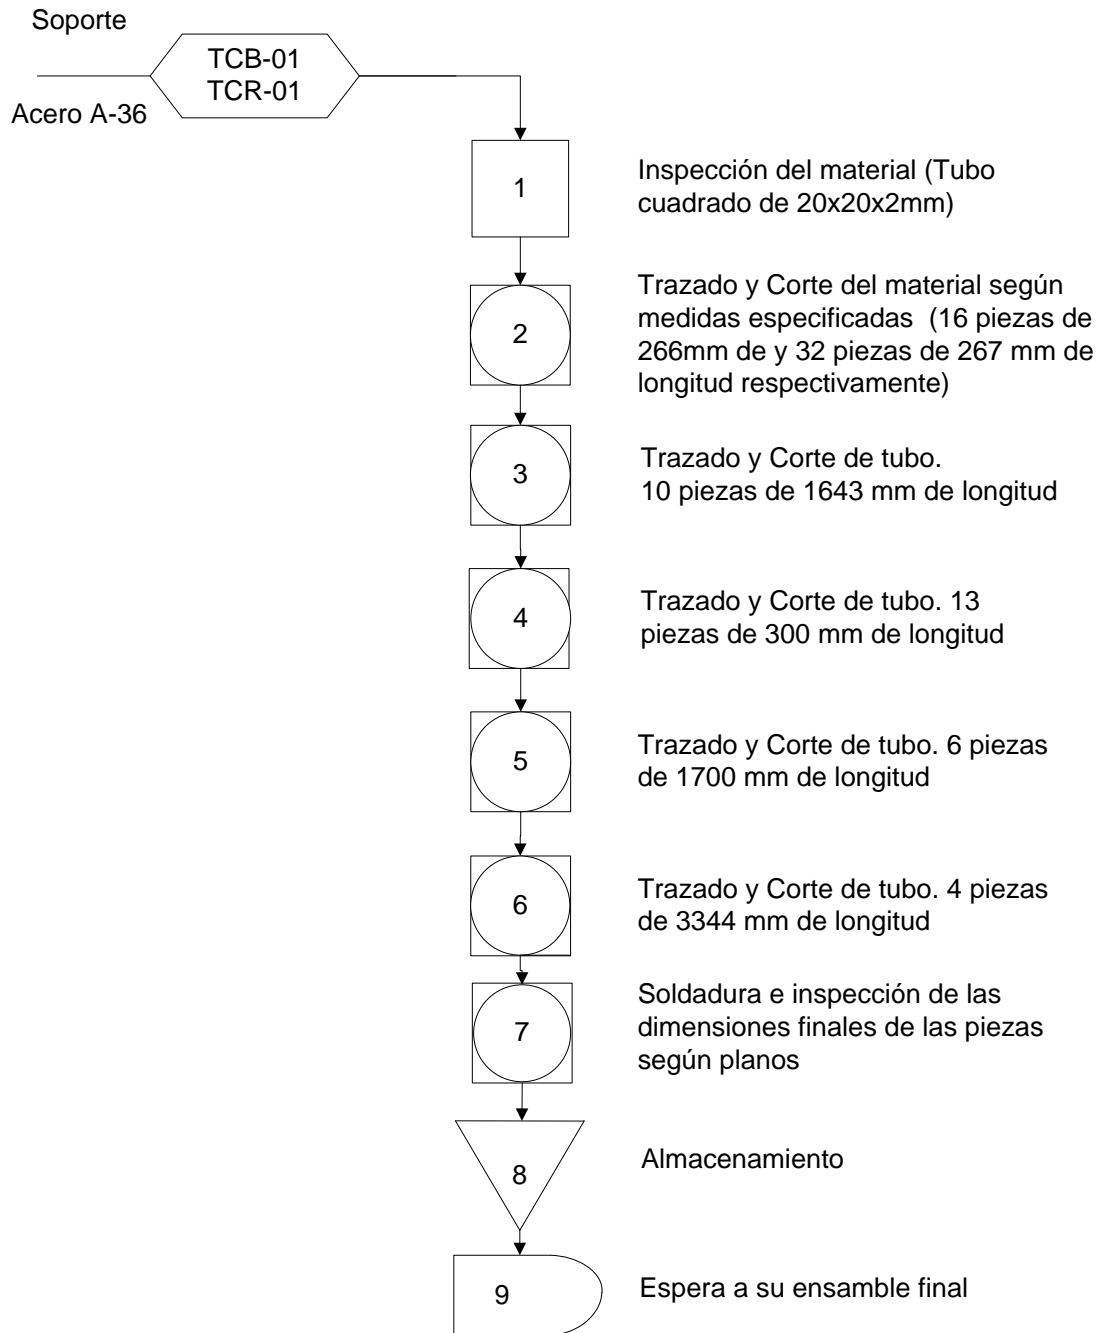 Soporte
TCB-01
TCR-01
Acero A-36
1
Inspección del material (Tubo
cuadrado de 20x20x2mm)
2
Trazado y Corte del material según
medidas especificadas (16 piezas de
266mm de y 32 piezas de 267 mm de
longitud respectivamente)
3
Trazado y Corte de tubo.
10 piezas de 1643 mm de longitud
4
Trazado y Corte de tubo. 13
piezas de 300 mm de longitud
5
Trazado y Corte de tubo. 6 piezas
de 1700 mm de longitud
6
Trazado y Corte de tubo. 4 piezas
de 3344 mm de longitud
7
Soldadura e inspección de las
dimensiones finales de las piezas
según planos
8
Almacenamiento
9
Espera a su ensamble final